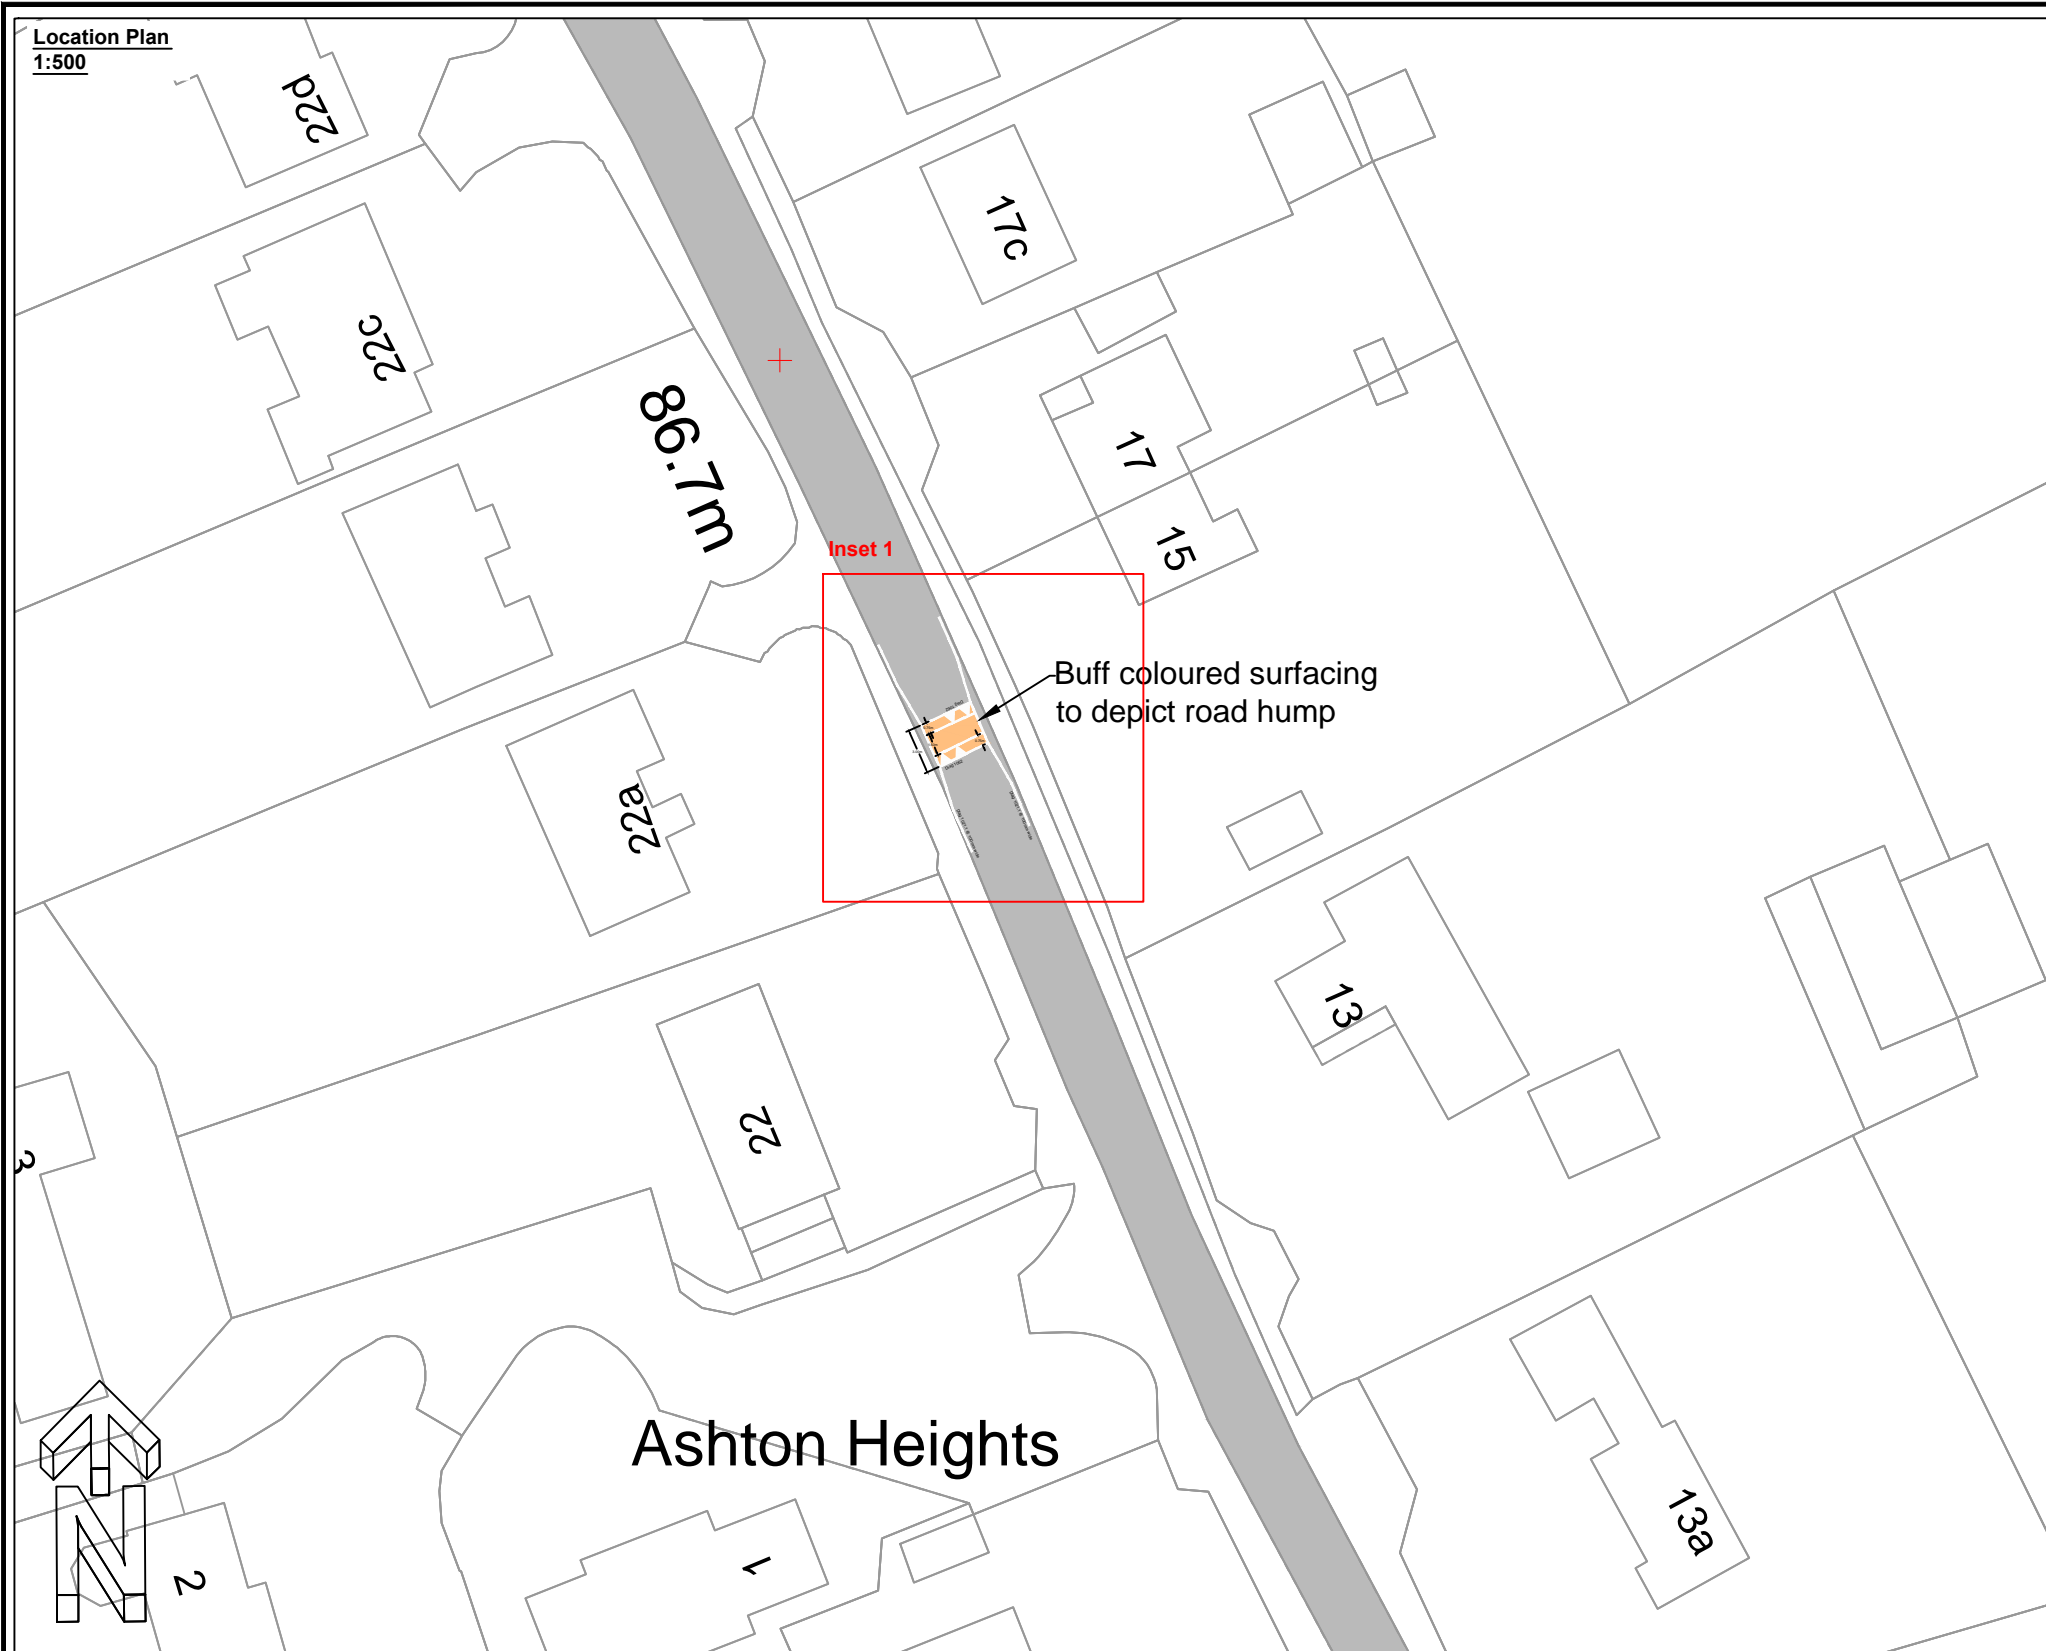 Location Plan
1:500
22d
17c
22c
86.7m
17
15
Inset 1
Buff coloured surfacing
to depict road hump
22a
13
22
3
Ashton Heights
13a
1
2
N